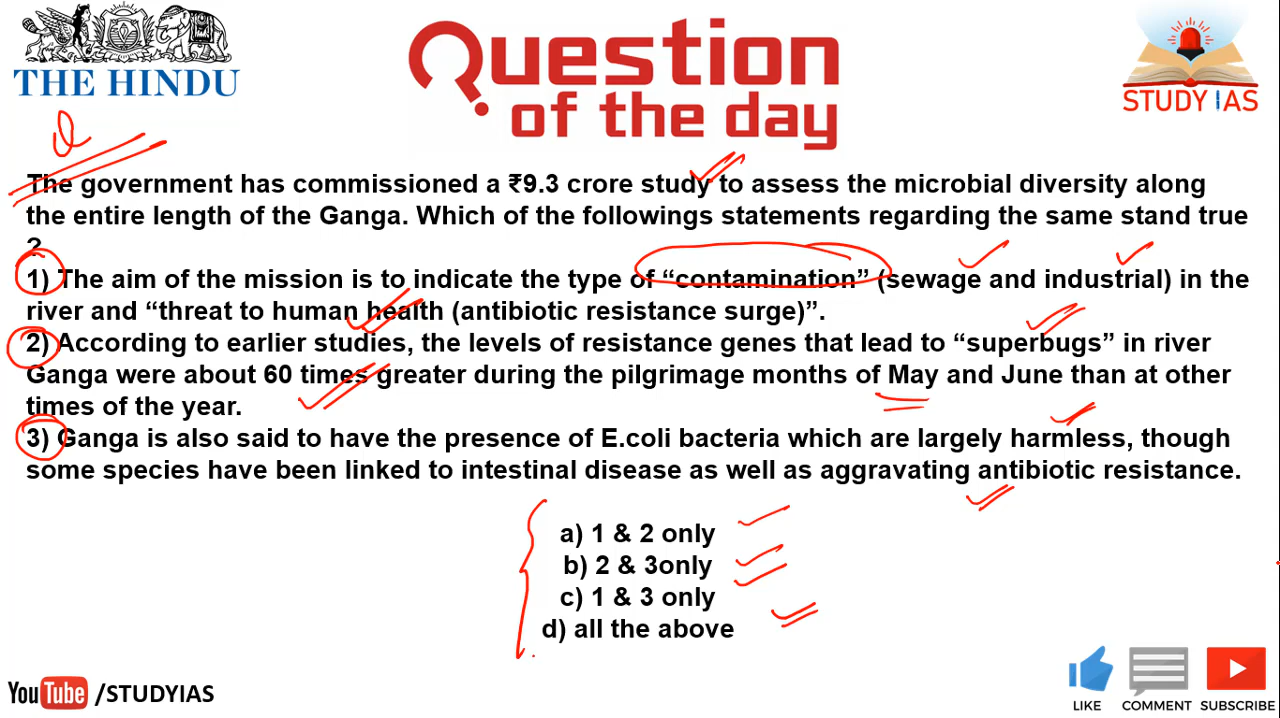 THE HINDU
Question
of the day
STUDY IAS
The government has commissioned a ₹9.3 crore study to assess the microbial diversity along
the entire length of the Ganga. Which of the followings statements regarding the same stand true
?
1) The aim of the mission is to indicate the type of “contamination” (sewage and industrial) in the
river and “threat to human health (antibiotic resistance surge)”.
2) According to earlier studies, the levels of resistance genes that lead to “superbugs” in river
Ganga were about 60 times greater during the pilgrimage months of May and June than at other
times of the year.
3) Ganga is also said to have the presence of E.coli bacteria which are largely harmless, though
some species have been linked to intestinal disease as well as aggravating antibiotic resistance.
a) 1 & 2 only
b) 2 & 3only
c) 1 & 3 only
d) all the above
YouTube /STUDYIAS
LIKE COMMENT SUBSCRIBE